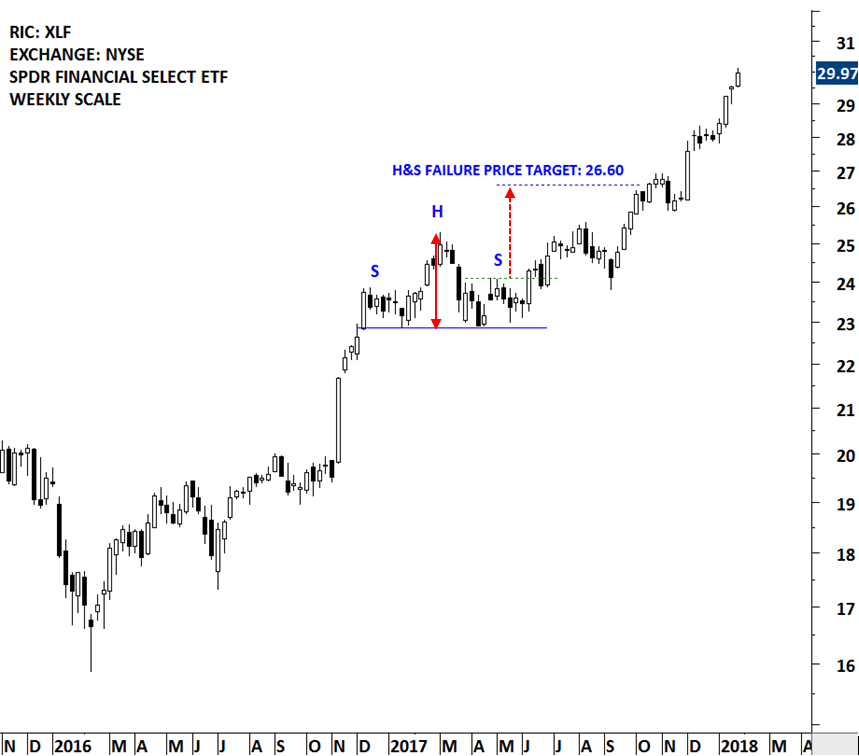 RIC: XLF
EXCHANGE: NYSE
SPDR FINANCIAL SELECT ETF
WEEKLY SCALE
31
29.97
29
28
H&S FAILURE PRICE TARGET: 26.60
27
H
26
25
S
S
24
23
22
21
20
19
18
17
16
N D 2016 M A M J J A S O N D 2017 M A M J J A S O N D 2018 M A